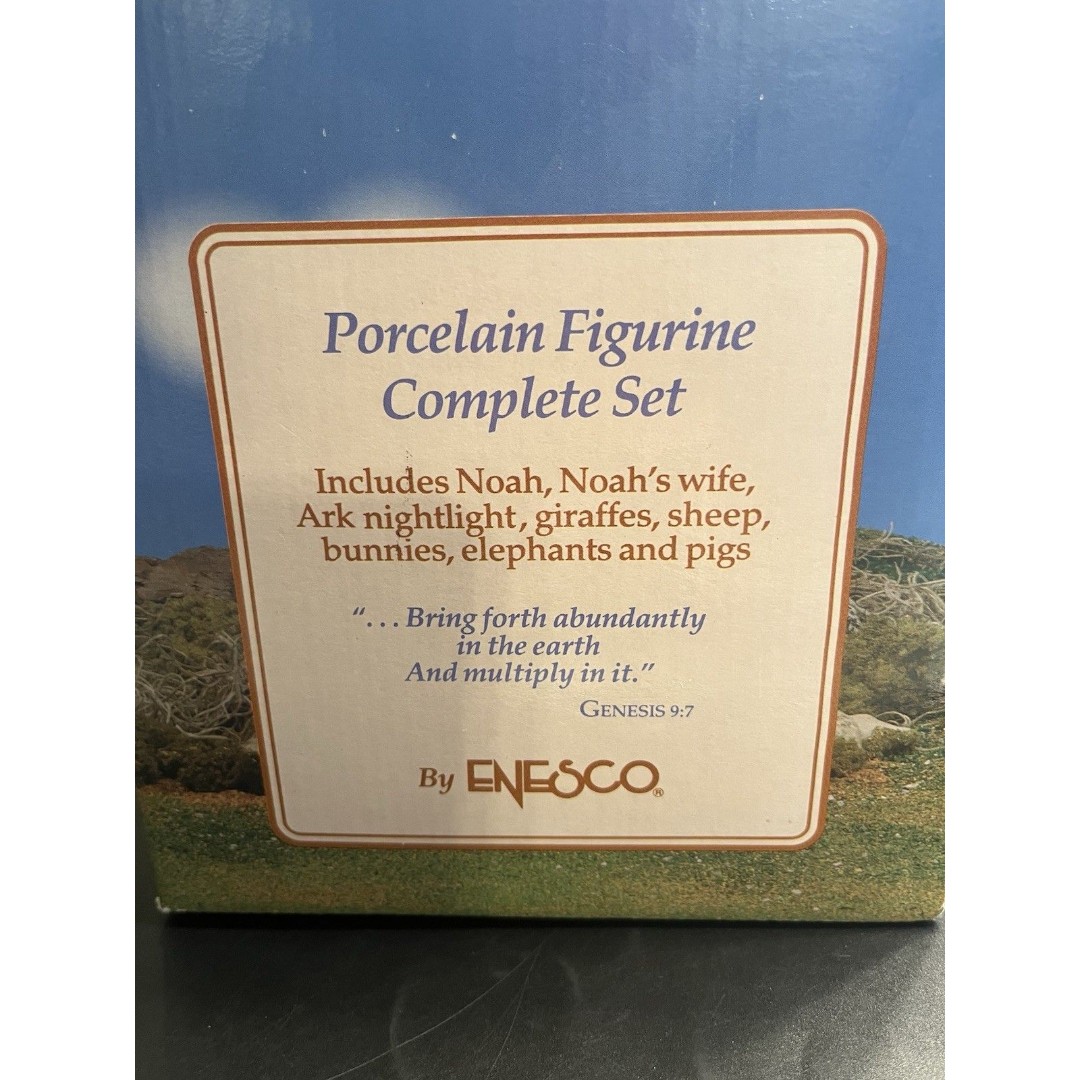 Porcelain Figurine
Complete Set
Includes Noah, Noah's wife,
Ark nightlight, giraffes, sheep,
bunnies, elephants and pigs
“...Bring forth abundantly
in the earth
And multiply in it.”
GENESIS 9:7
By ENESCO®